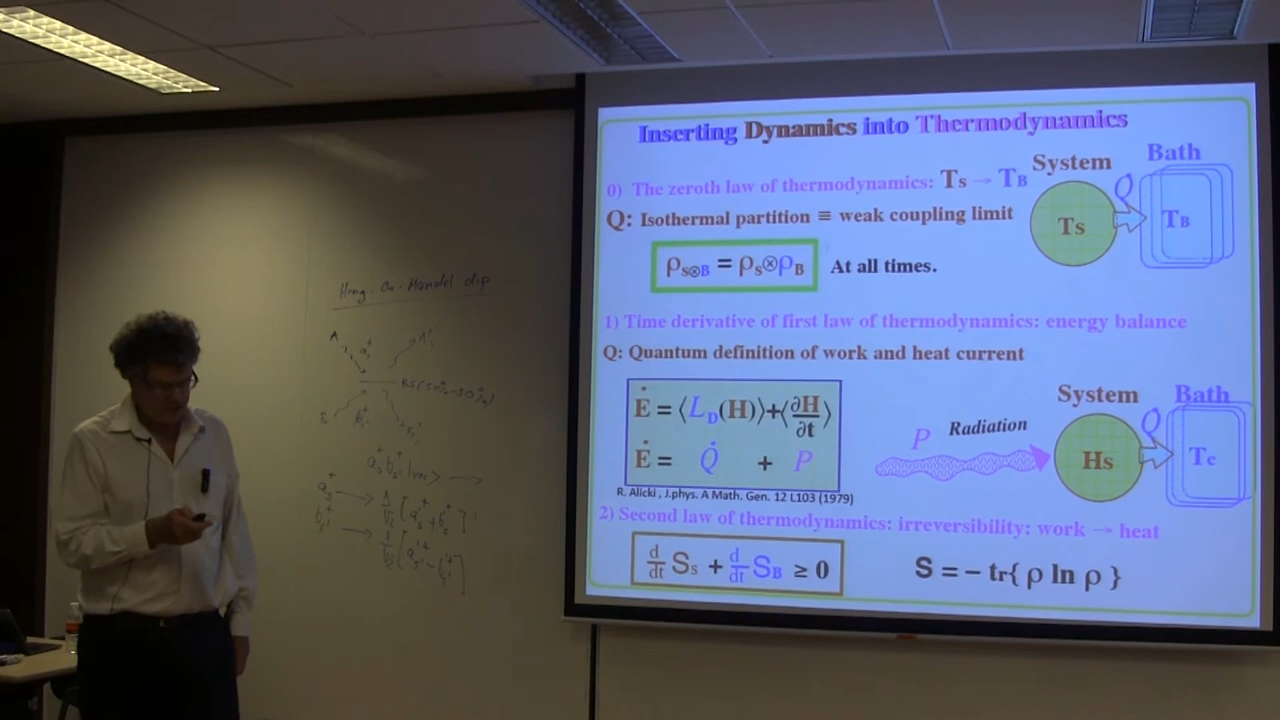 Inserting Dynamics into Thermodynamics
0) The zeroth law of thermodynamics: Ts → TB
System
Bath
Q
Ts
TB
Q: Isothermal partition ≡ weak coupling limit
ρS⊗B = ρs⊗ρB At all times.
1) Time derivative of first law of thermodynamics: energy balance
Q: Quantum definition of work and heat current
Ė = ⟨LD(H)⟩+⟨∂H/∂t⟩
Ė = Q̇ + P
P Radiation
System
Bath
Q
Hs
Tc
R. Alicki , J.phys. A Math. Gen. 12 L103 (1979)
2) Second law of thermodynamics: irreversibility: work → heat
d/dt Ss + d/dt SB ≥ 0
S = − tr{ ρ ln ρ }
Hong-Ou-Mandel dip
A
BS(50%-50%)